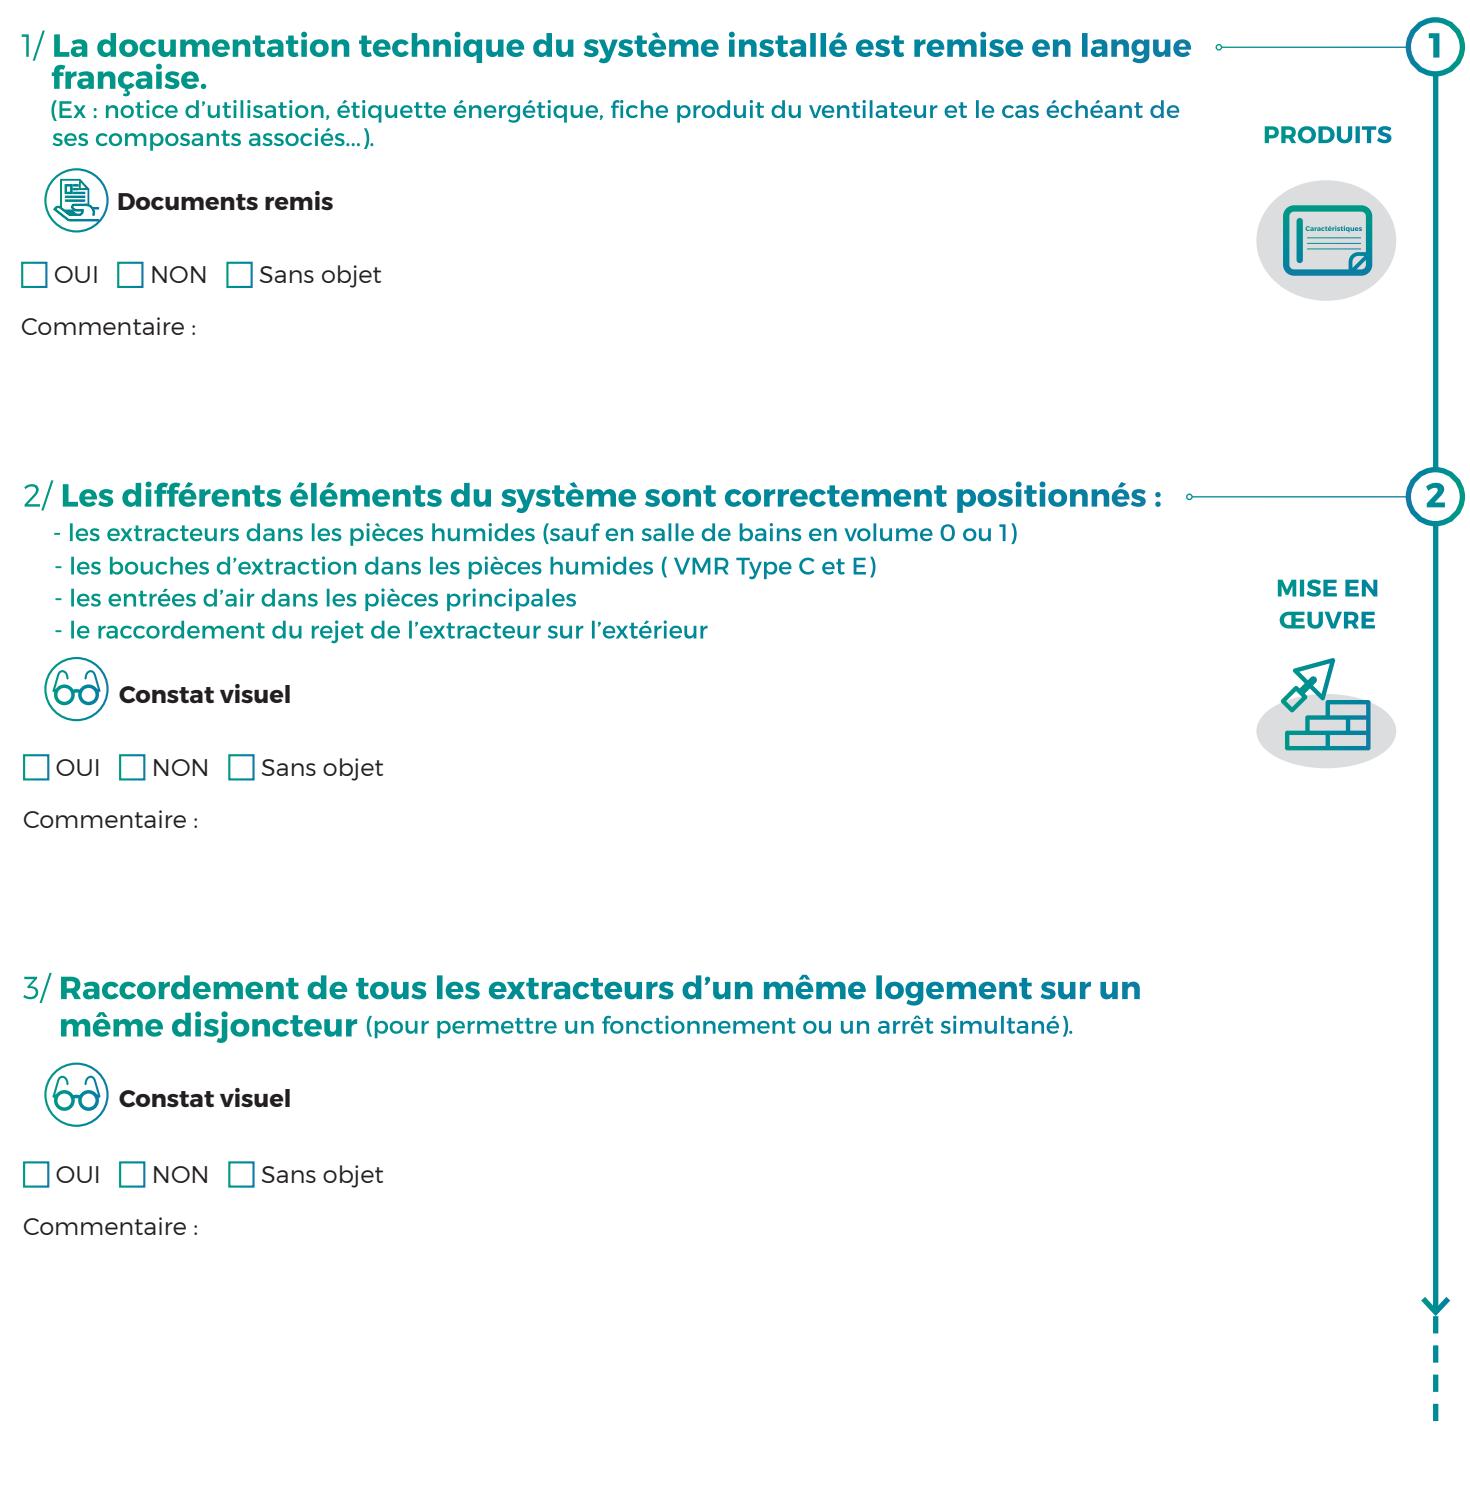 1/ La documentation technique du système installé est remise en langue
française.
(Ex : notice d’utilisation, étiquette énergétique, fiche produit du ventilateur et le cas échéant de
ses composants associés...).
Documents remis
OUI NON Sans objet
Commentaire :
1
PRODUITS
Caractéristiques
2/ Les différents éléments du système sont correctement positionnés :
- les extracteurs dans les pièces humides (sauf en salle de bains en volume 0 ou 1)
- les bouches d’extraction dans les pièces humides ( VMR Type C et E)
- les entrées d’air dans les pièces principales
- le raccordement du rejet de l’extracteur sur l’extérieur
Constat visuel
OUI NON Sans objet
Commentaire :
2
MISE EN
ŒUVRE
3/ Raccordement de tous les extracteurs d’un même logement sur un
même disjoncteur (pour permettre un fonctionnement ou un arrêt simultané).
Constat visuel
OUI NON Sans objet
Commentaire :